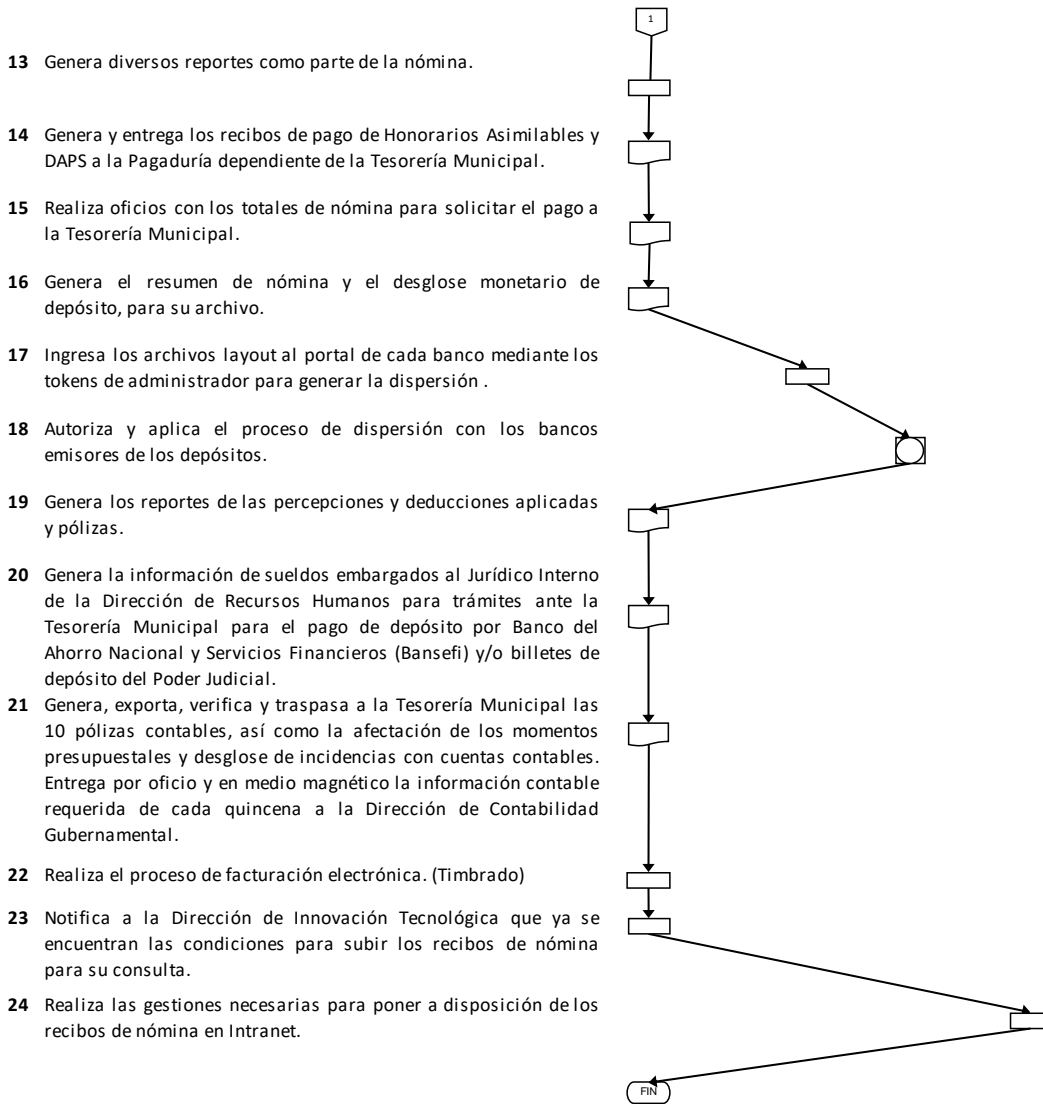 1
13 Genera diversos reportes como parte de la nómina.
14 Genera y entrega los recibos de pago de Honorarios Asimilables y
DAPS a la Pagaduría dependiente de la Tesorería Municipal.
15 Realiza oficios con los totales de nómina para solicitar el pago a
la Tesorería Municipal.
16 Genera el resumen de nómina y el desglose monetario de
depósito, para su archivo.
17 Ingresa los archivos layout al portal de cada banco mediante los
tokens de administrador para generar la dispersión .
18 Autoriza y aplica el proceso de dispersión con los bancos
emisores de los depósitos.
19 Genera los reportes de las percepciones y deducciones aplicadas
y pólizas.
20 Genera la información de sueldos embargados al Jurídico Interno
de la Dirección de Recursos Humanos para trámites ante la
Tesorería Municipal para el pago de depósito por Banco del
Ahorro Nacional y Servicios Financieros (Bansefi) y/o billetes de
depósito del Poder Judicial.
21 Genera, exporta, verifica y traspasa a la Tesorería Municipal las
10 pólizas contables, así como la afectación de los momentos
presupuestales y desglose de incidencias con cuentas contables.
Entrega por oficio y en medio magnético la información contable
requerida de cada quincena a la Dirección de Contabilidad
Gubernamental.
22 Realiza el proceso de facturación electrónica. (Timbrado)
23 Notifica a la Dirección de Innovación Tecnológica que ya se
encuentran las condiciones para subir los recibos de nómina
para su consulta.
24 Realiza las gestiones necesarias para poner a disposición de los
recibos de nómina en Intranet.
FIN